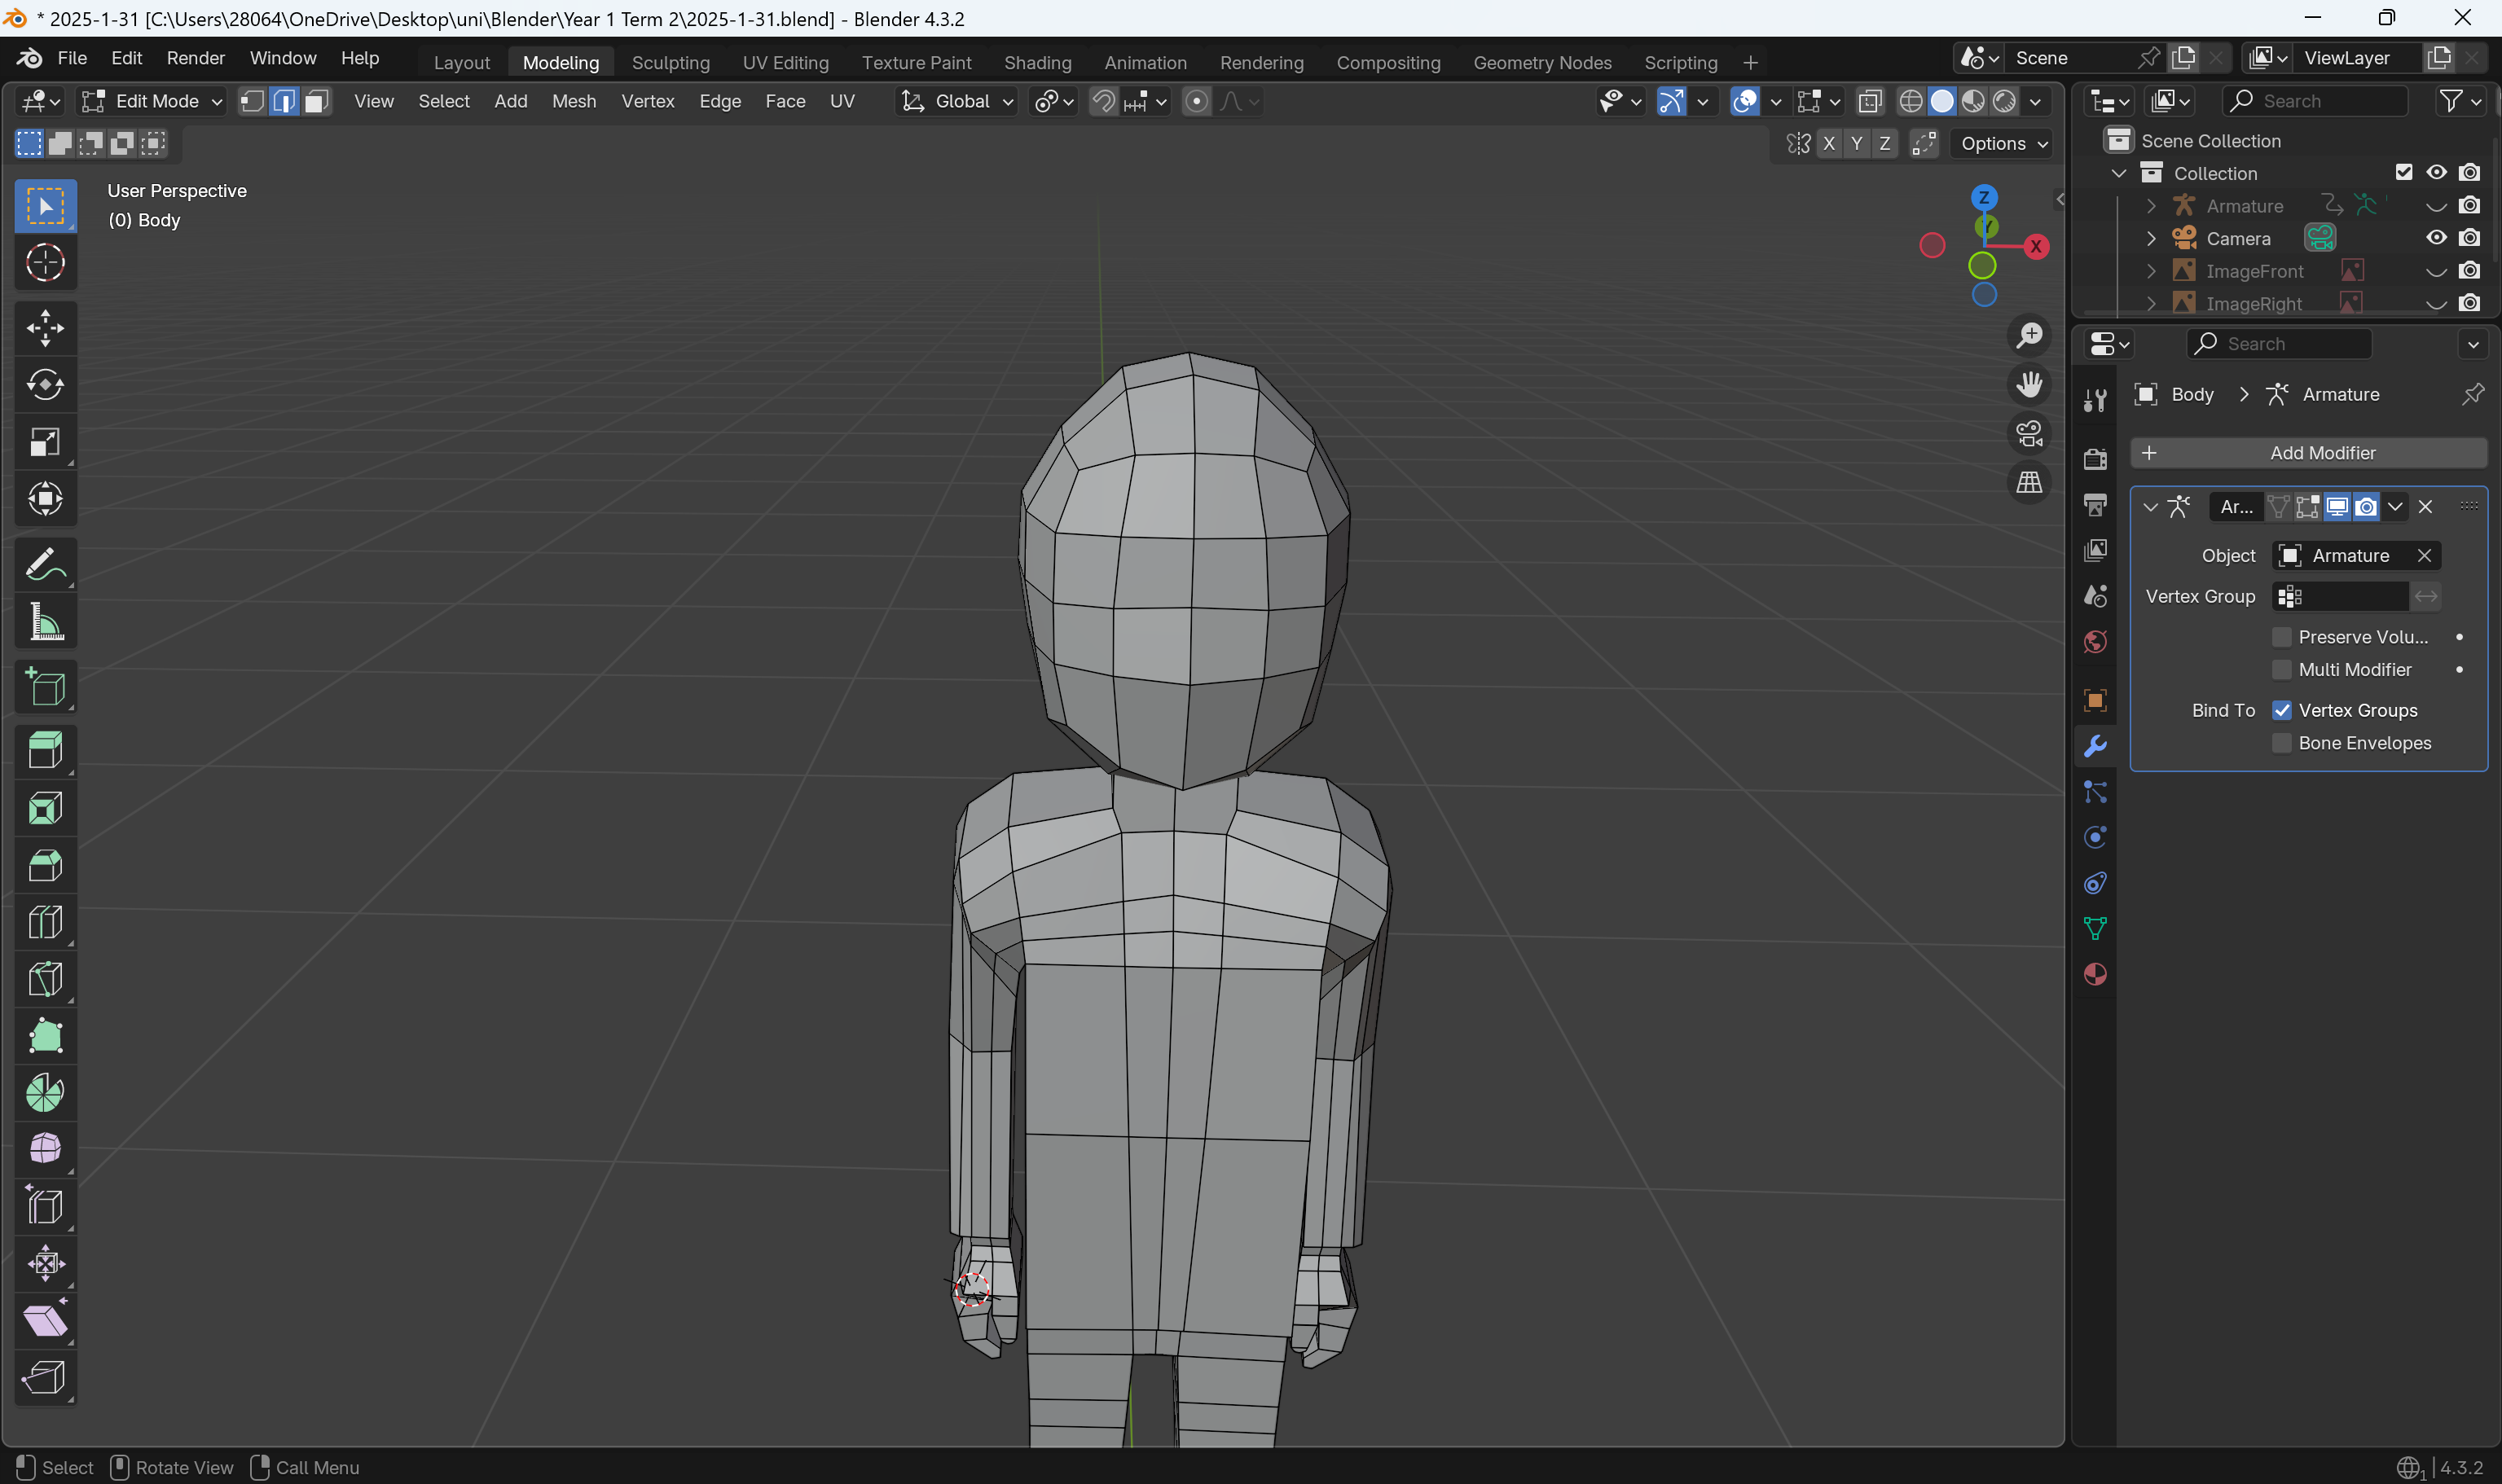 * 2025-1-31 [C:\Users\28064\OneDrive\Desktop\uni\Blender\Year 1 Term 2\2025-1-31.blend] - Blender 4.3.2
File Edit Render Window Help Layout Modeling Sculpting UV Editing Texture Paint Shading Animation Rendering Compositing Geometry Nodes Scripting + Scene ViewLayer
Edit Mode View Select Add Mesh Vertex Edge Face UV Global Search
X Y Z Options
Scene Collection
Collection
Armature
Camera
ImageFront
ImageRight
User Perspective
(0) Body
Z
Y
X
Search
Body > Armature
+ Add Modifier
Ar...
Object Armature
Vertex Group
Preserve Volu...
Multi Modifier
Bind To Vertex Groups
Bone Envelopes
Select Rotate View Call Menu 1 4.3.2